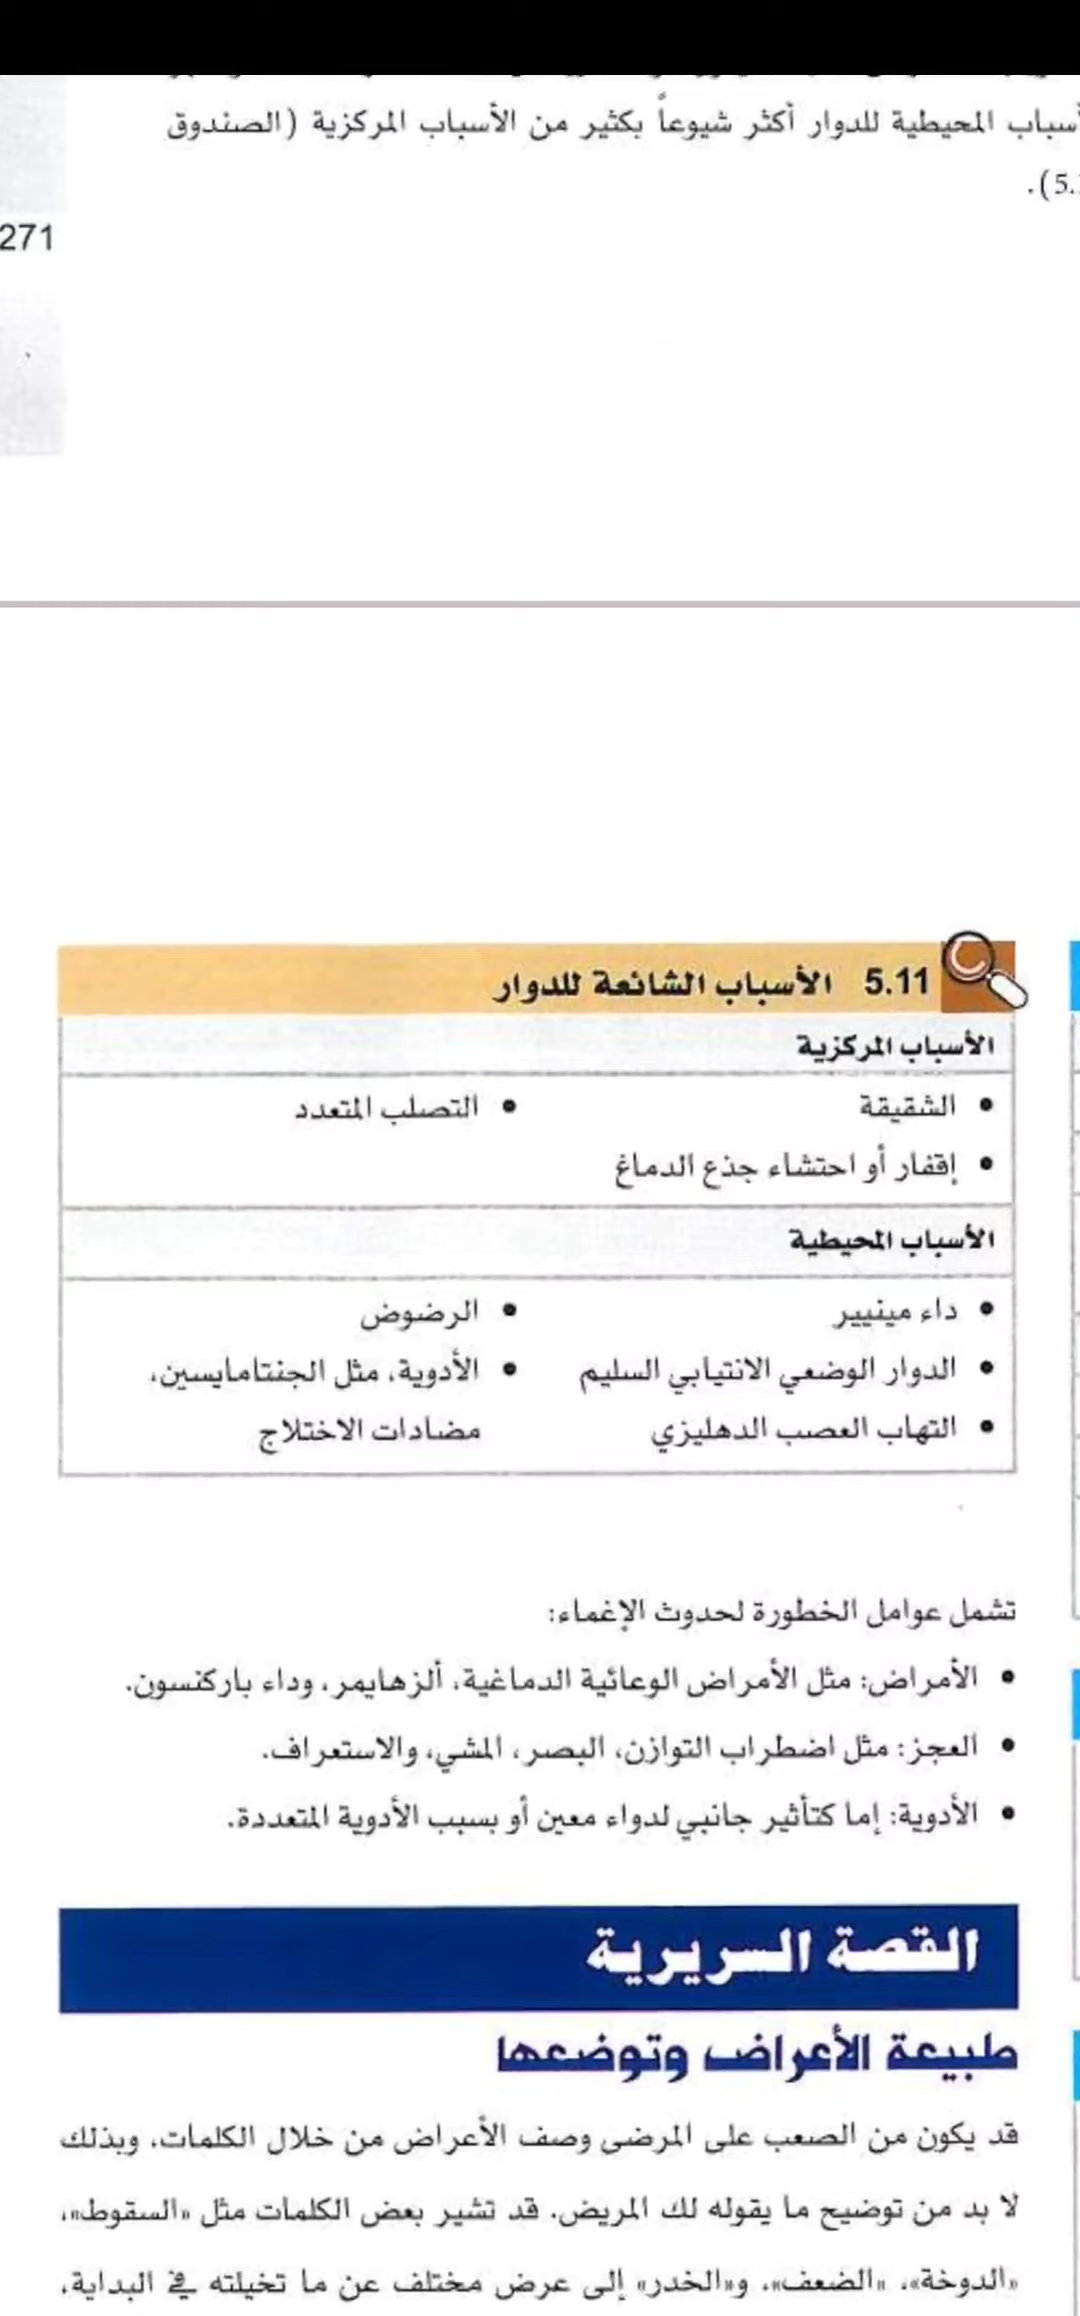 أسباب المحيطية للدوار أكثر شيوعاً بكثير من الأسباب المركزية (الصندوق
5.).
271
5.11 الأسباب الشائعة للدوار
الأسباب المركزية
• الشقيقة • التصلب المتعدد
• إقفار أو احتشاء جذع الدماغ
الأسباب المحيطية
• داء مينيير • الرضوض
• الدوار الوضعي الانتيابي السليم • الأدوية، مثل الجنتامايسين،
• التهاب العصب الدهليزي مضادات الاختلاج
تشمل عوامل الخطورة لحدوث الإغماء:
• الأمراض: مثل الأمراض الوعائية الدماغية، ألزهايمر، وداء باركنسون.
• العجز: مثل اضطراب التوازن، البصر، المشي، والاستعراف.
• الأدوية: إما كتأثير جانبي لدواء معين أو بسبب الأدوية المتعددة.
القصة السريرية
طبيعة الأعراض وتوضعها
قد يكون من الصعب على المرضى وصف الأعراض من خلال الكلمات، وبذلك
لا بد من توضيح ما يقوله لك المريض. قد تشير بعض الكلمات مثل «السقوط»،
«الدوخة»، «الضعف»، و«الخدر» إلى عرض مختلف عن ما تخيلته في البداية،